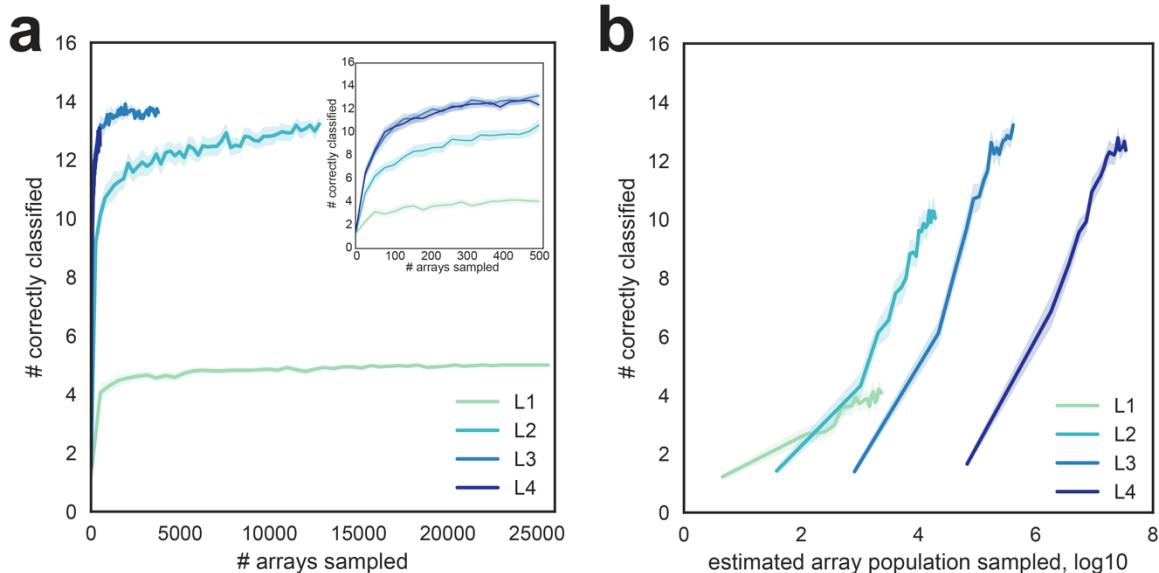 a
16
14
12
10
8
6
4
2
0
# correctly classified
0 5000 10000 15000 20000 25000
# arrays sampled
L1
L2
L3
L4
16
14
12
10
8
6
4
2
0
# correctly classified
0 100 200 300 400 500
# arrays sampled
b
16
14
12
10
8
6
4
2
0
# correctly classified
0 2 4 6 8
estimated array population sampled, log10
L1
L2
L3
L4